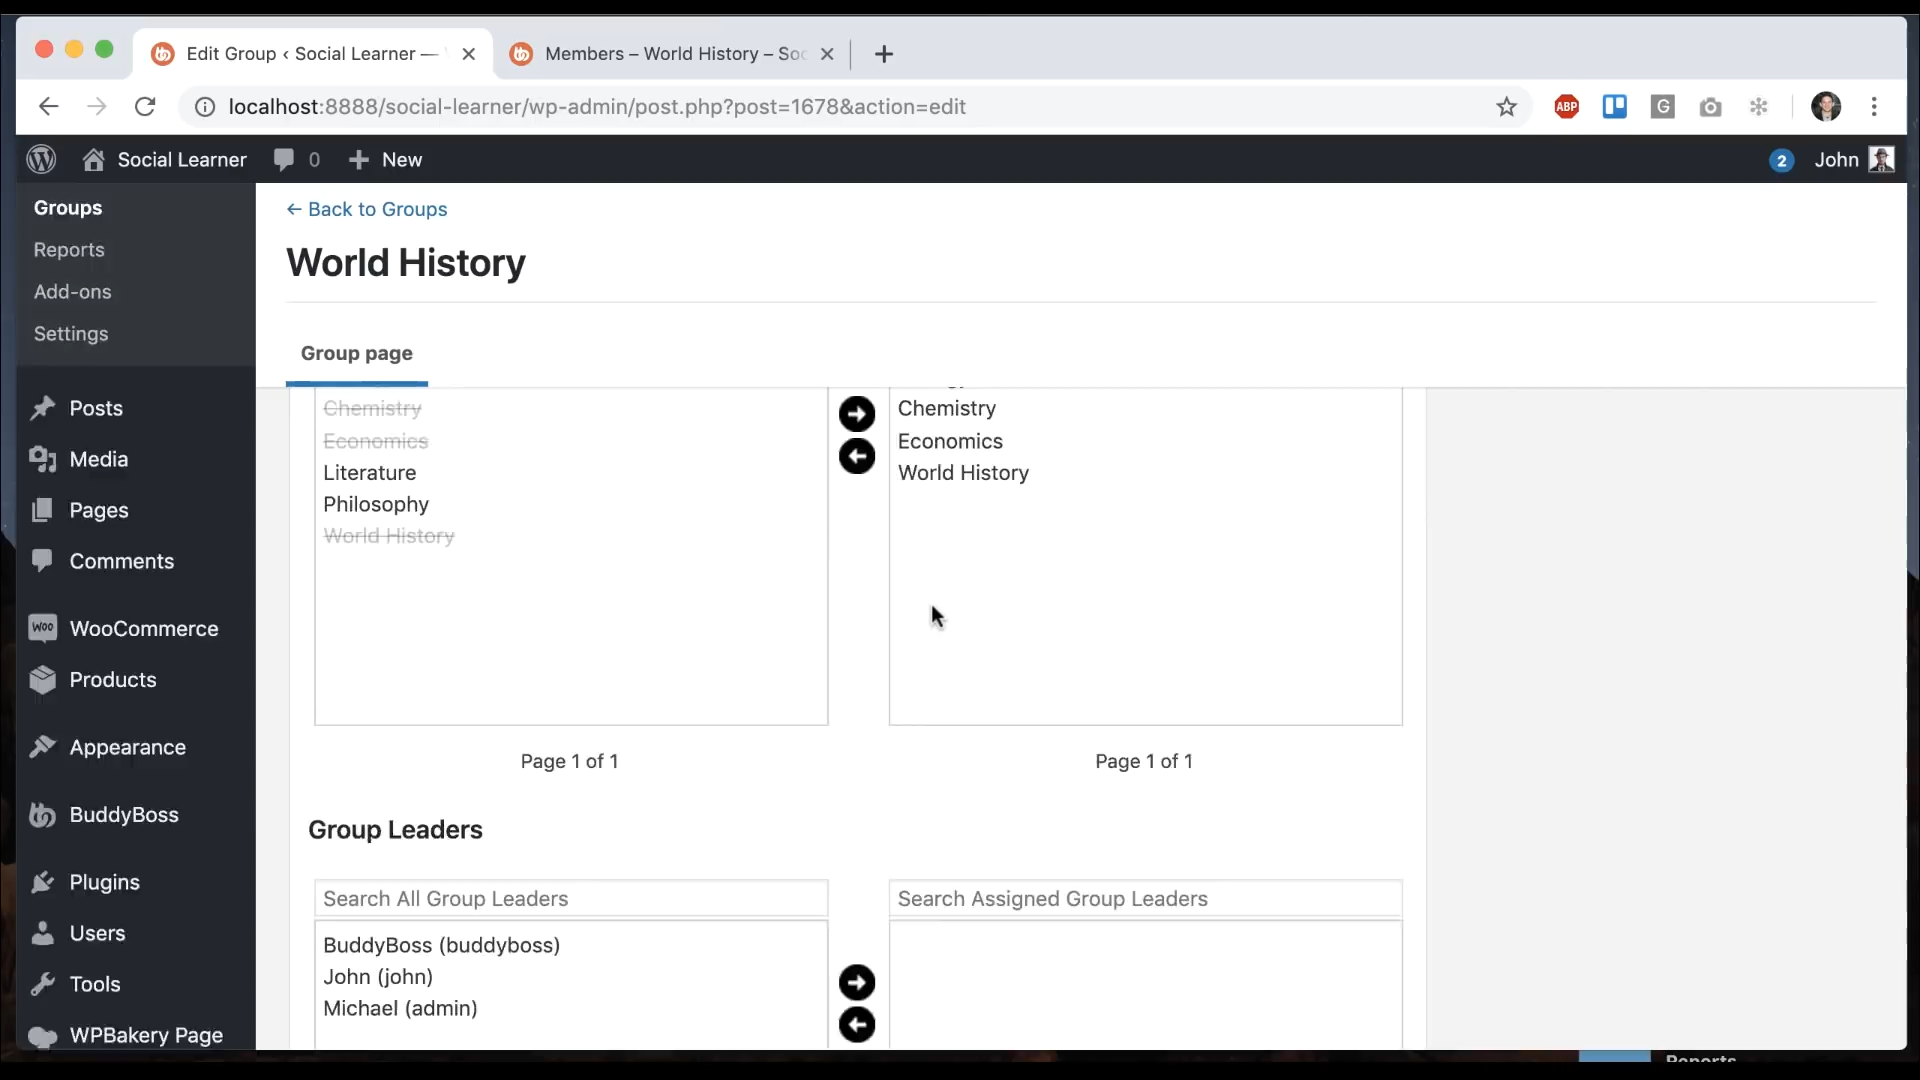 Edit Group ‹ Social Learner —
Members – World History – Soc
localhost:8888/social-learner/wp-admin/post.php?post=1678&action=edit
ABP
G
Social Learner
0
New
2
John
Groups
Reports
Add-ons
Settings
Posts
Media
Pages
Comments
woo
WooCommerce
Products
Appearance
BuddyBoss
Plugins
Users
Tools
WPBakery Page
← Back to Groups
World History
Group page
Chemistry
Economics
Literature
Philosophy
World History
Chemistry
Economics
World History
Page 1 of 1
Page 1 of 1
Group Leaders
Search All Group Leaders
Search Assigned Group Leaders
BuddyBoss (buddyboss)
John (john)
Michael (admin)
Reports